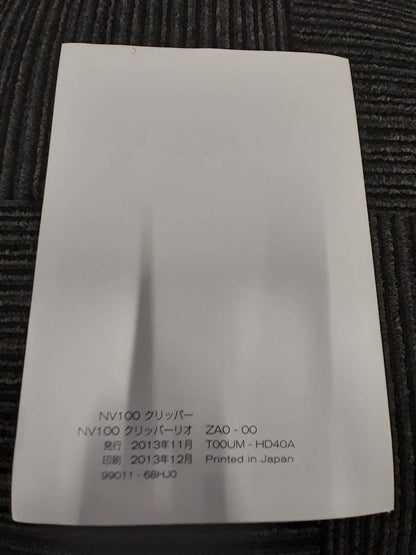 NV100 クリッパー
NV100 クリッパーリオ ZA0 - 00
発行 2013年11月 T00UM - HD40A
印刷 2013年12月 Printed in Japan
99011 - 68HJ0